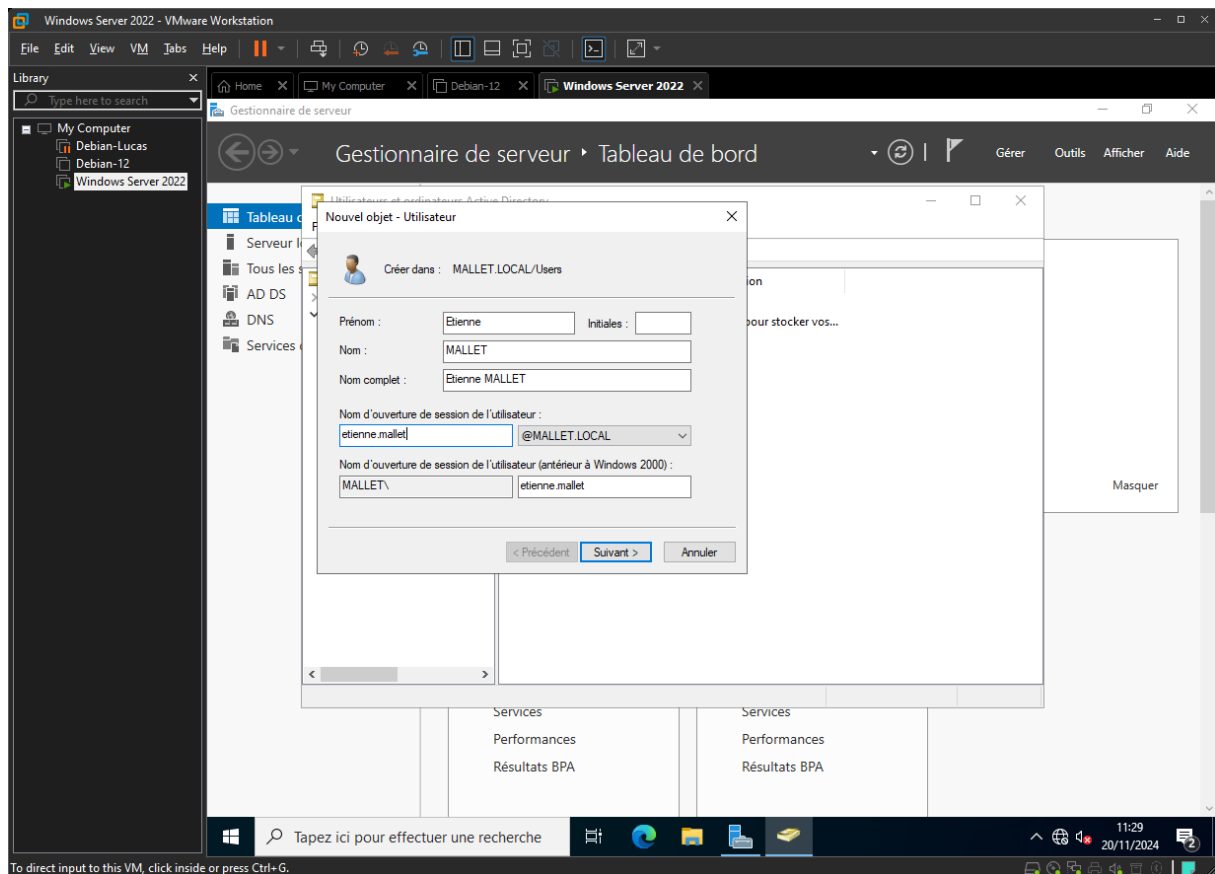 Windows Server 2022 - VMware Workstation
File Edit View VM Tabs Help
Library
Type here to search
My Computer
Debian-Lucas
Debian-12
Windows Server 2022
Home My Computer Debian-12 Windows Server 2022
Gestionnaire de serveur
Gestionnaire de serveur Tableau de bord Gérer Outils Afficher Aide
Utilisateurs et ordinateurs Active Directory
Tableau
Serveur
Tous les
AD DS
DNS
Services
Nouvel objet - Utilisateur
Créer dans : MALLET.LOCAL/Users
Prénom : Etienne Initiales :
Nom : MALLET
Nom complet : Etienne MALLET
Nom d'ouverture de session de l'utilisateur :
etienne.mallet @MALLET.LOCAL
Nom d'ouverture de session de l'utilisateur (antérieur à Windows 2000) :
MALLET\ etienne.mallet
< Précédent Suivant > Annuler
ion
pour stocker vos...
Masquer
Services Services
Performances Performances
Résultats BPA Résultats BPA
Tapez ici pour effectuer une recherche
11:29
20/11/2024
2
To direct input to this VM, click inside or press Ctrl+G.